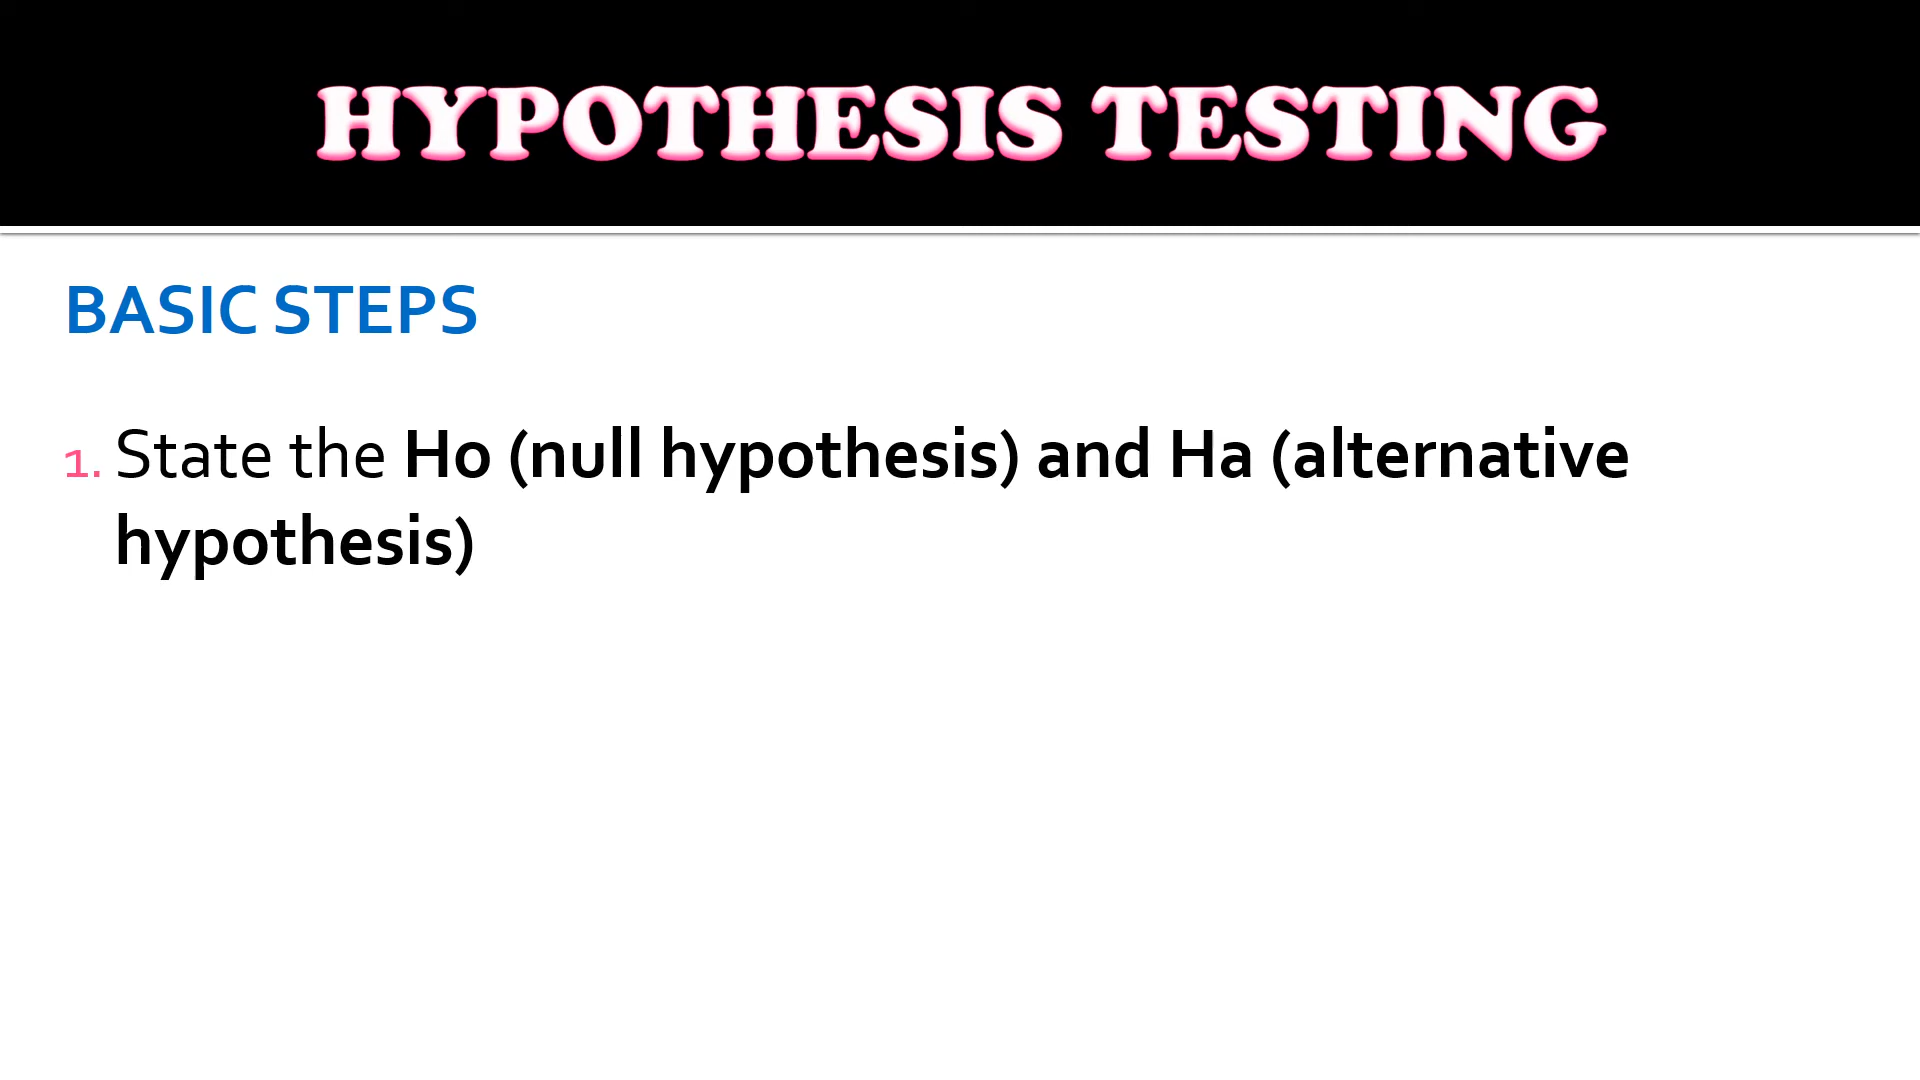 HYPOTHESIS TESTING
BASIC STEPS
1. State the Ho (null hypothesis) and Ha (alternative
hypothesis)